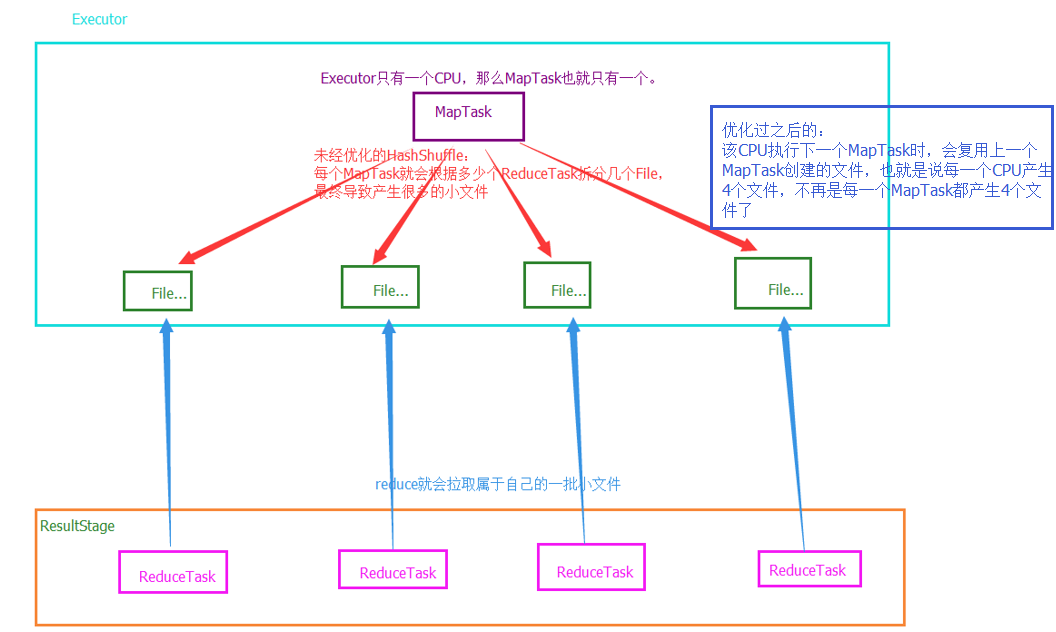 Executor
Executor只有一个CPU，那么MapTask也就只有一个。
MapTask
未经优化的HashShuffle：
每个MapTask就会根据多少个ReduceTask拆分几个File，
最终导致产生很多的小文件
优化过之后的：
该CPU执行下一个MapTask时，会复用上一个
MapTask创建的文件，也就是说每一个CPU产生
4个文件，不再是每一个MapTask都产生4个文
件了
File...
File...
File...
File...
reduce就会拉取属于自己的一批小文件
ResultStage
ReduceTask
ReduceTask
ReduceTask
ReduceTask